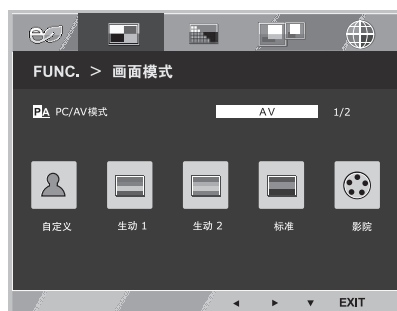 FUNC. > 画面模式
PA PC/AV模式 AV 1/2
自定义 生动 1 生动 2 标准 影院
EXIT